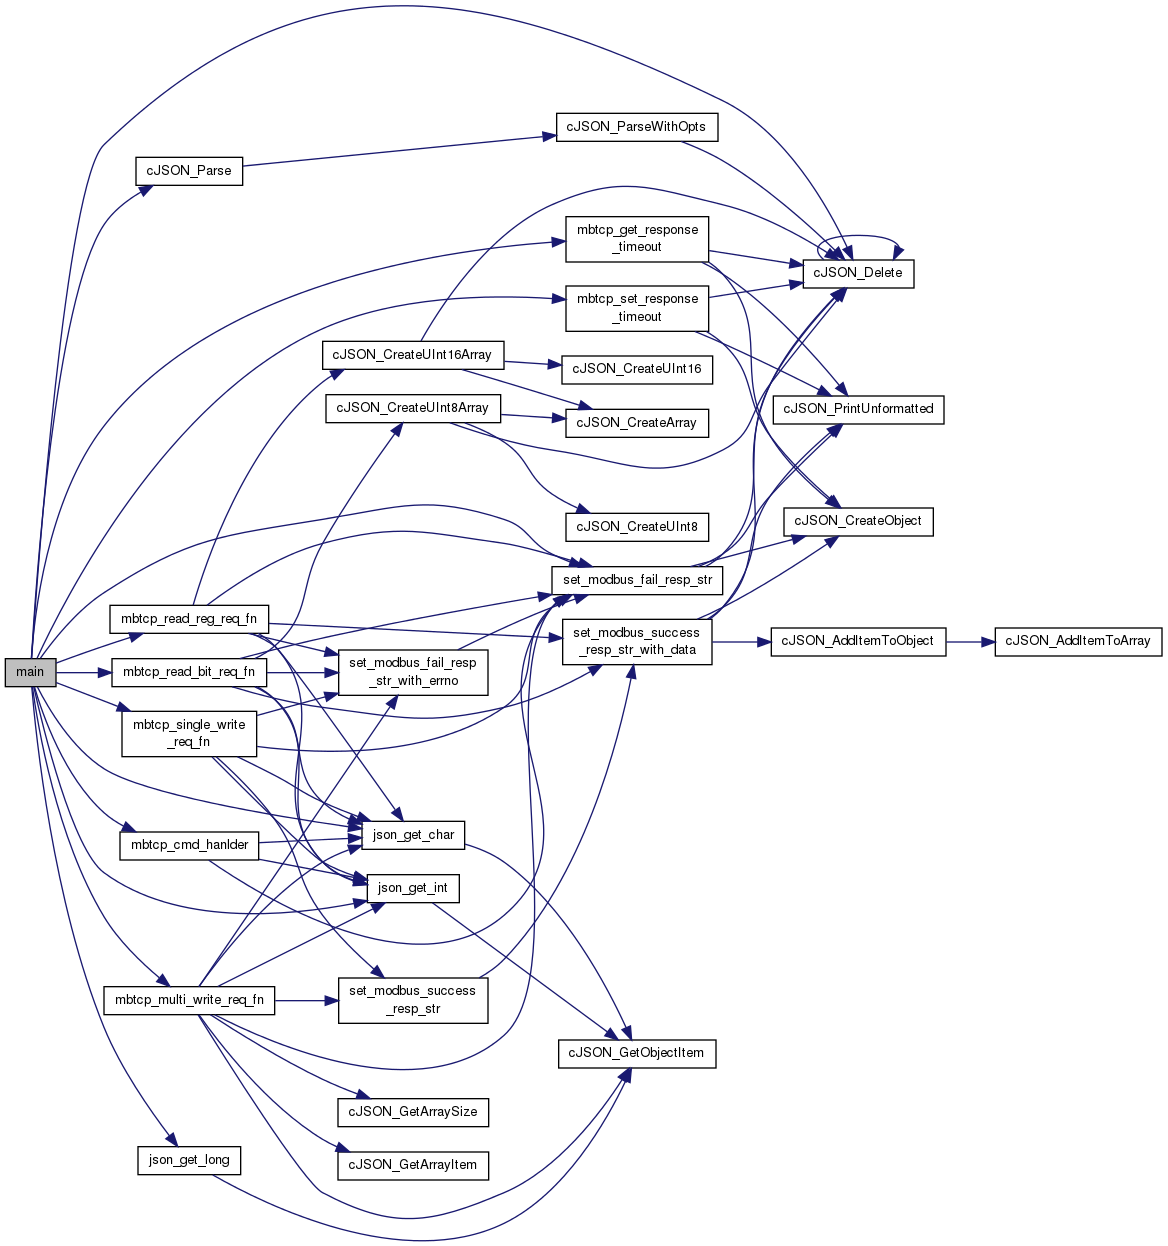 cJSON_ParseWithOpts
cJSON_Parse
mbtcp_get_response
_timeout
cJSON_Delete
mbtcp_set_response
_timeout
cJSON_CreateUInt16Array
cJSON_CreateUInt16
cJSON_CreateUInt8Array
cJSON_PrintUnformatted
cJSON_CreateArray
cJSON_CreateUInt8
cJSON_CreateObject
set_modbus_fail_resp_str
mbtcp_read_reg_req_fn
set_modbus_success
_resp_str_with_data
cJSON_AddItemToObject
cJSON_AddItemToArray
main
mbtcp_read_bit_req_fn
set_modbus_fail_resp
_str_with_errno
mbtcp_single_write
_req_fn
json_get_char
mbtcp_cmd_hanlder
json_get_int
mbtcp_multi_write_req_fn
set_modbus_success
_resp_str
cJSON_GetObjectItem
cJSON_GetArraySize
json_get_long
cJSON_GetArrayItem